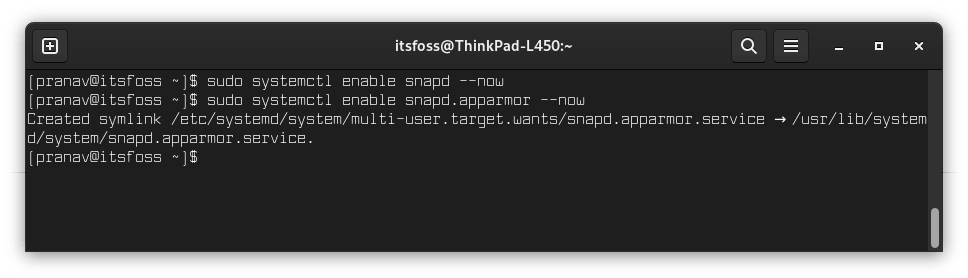 itsfoss@ThinkPad-L450:~
[pranav@itsfoss ~]$ sudo systemctl enable snapd --now
[pranav@itsfoss ~]$ sudo systemctl enable snapd.apparmor --now
Created symlink /etc/systemd/system/multi-user.target.wants/snapd.apparmor.service → /usr/lib/system
d/system/snapd.apparmor.service.
[pranav@itsfoss ~]$